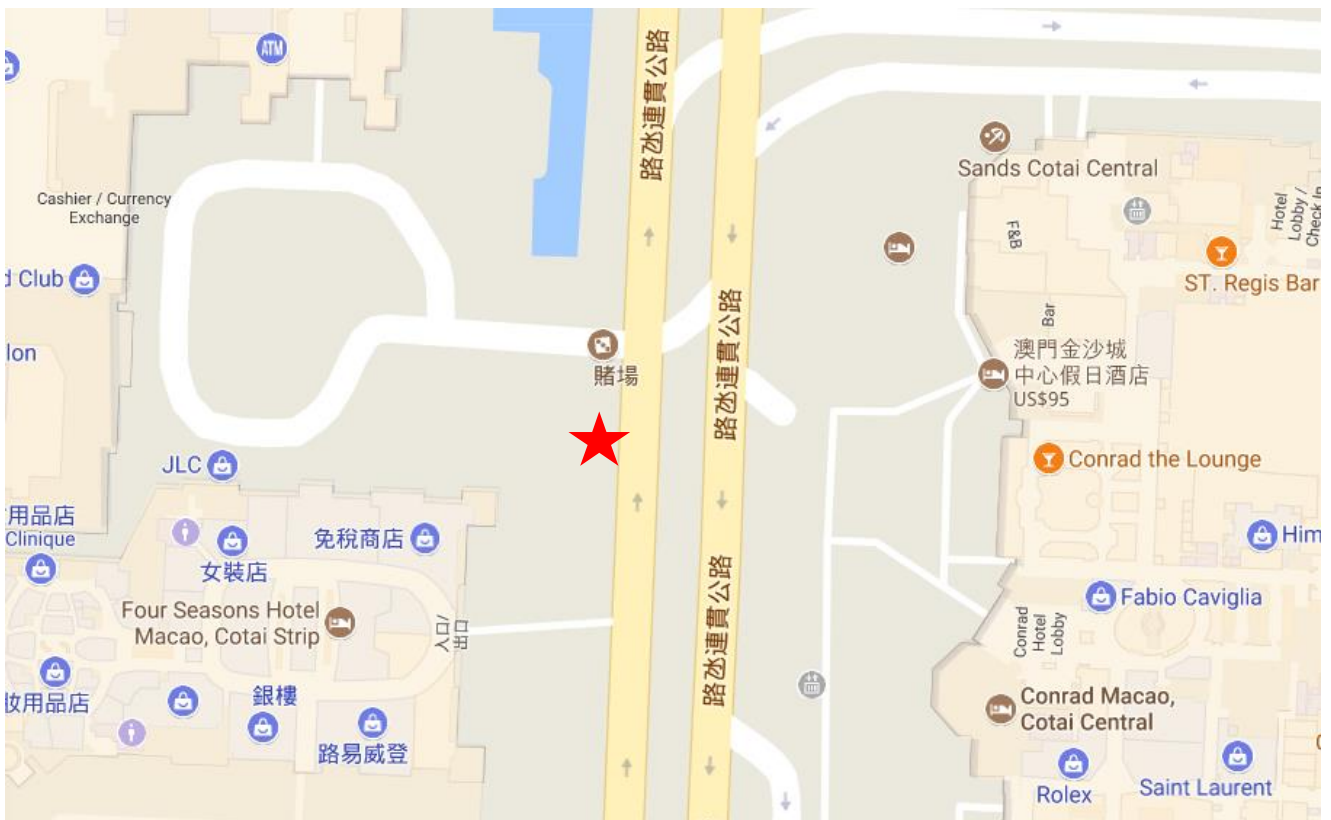 ATM
路氹連貫公路
Sands Cotai Central
Cashier / Currency
Exchange
Hotel
Lobby /
Check In
F&B
d Club
ST. Regis Bar
Bar
lon
賭場
路氹連貫公路
澳門金沙城
中心假日酒店
US$95
JLC
Conrad the Lounge
用品店
Clinique
免稅商店
女裝店
Him
路氹連貫公路
Four Seasons Hotel
Macao, Cotai Strip
入口/
出口
Fabio Caviglia
Conrad
Hotel
Lobby
妝用品店
銀樓
路易威登
Conrad Macao,
Cotai Central
Rolex
Saint Laurent